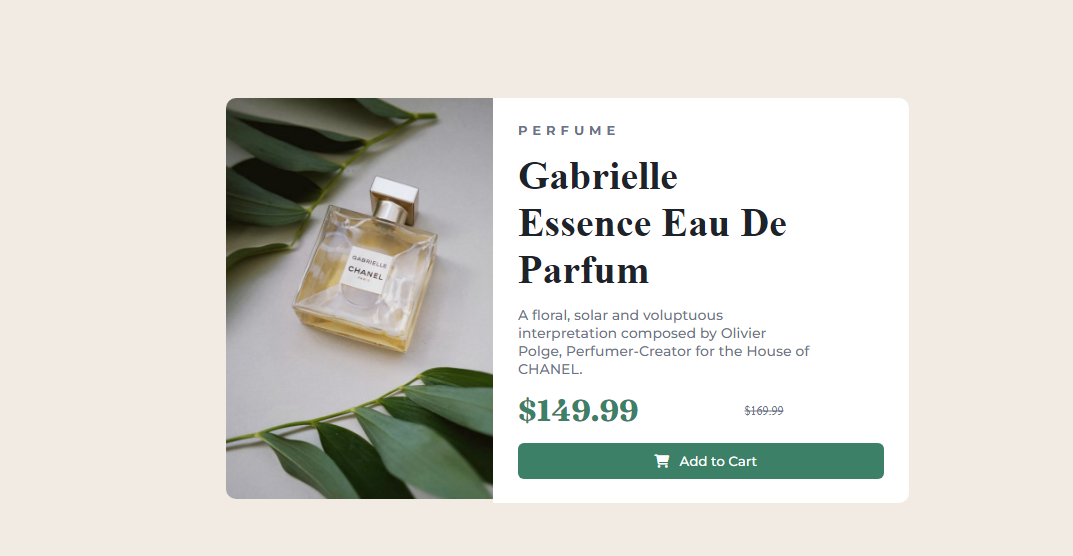 PERFUME
Gabrielle
Essence Eau De
Parfum
A floral, solar and voluptuous
interpretation composed by Olivier
Polge, Perfumer-Creator for the House of
CHANEL.
$149.99 $169.99
Add to Cart
GABRIELLE
CHANEL
PARIS